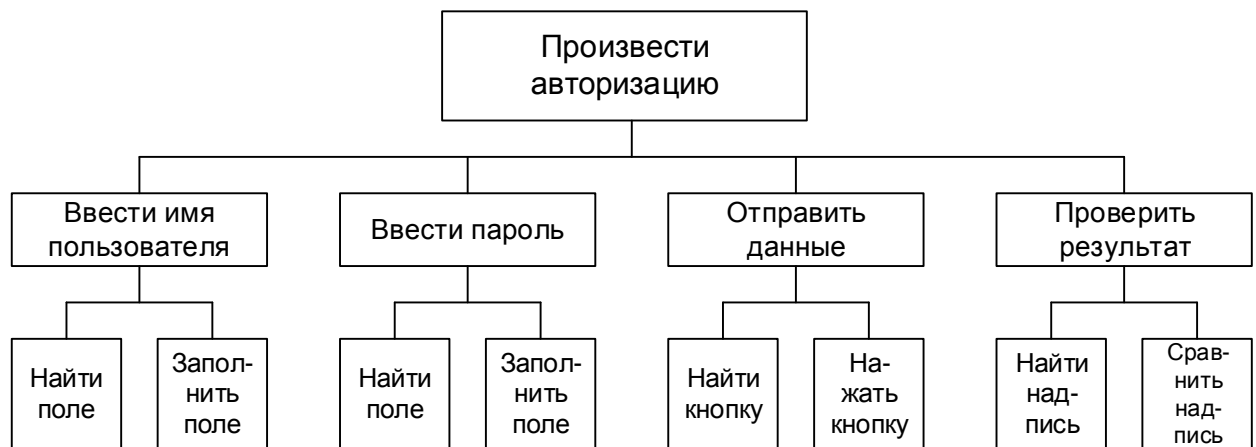 Произвести
авторизацию
Ввести имя
пользователя
Ввести пароль
Отправить
данные
Проверить
результат
Найти
поле
Запол-
нить
поле
Найти
поле
Запол-
нить
поле
Найти
кнопку
На-
жать
кнопку
Найти
над-
пись
Срав-
нить
над-
пись